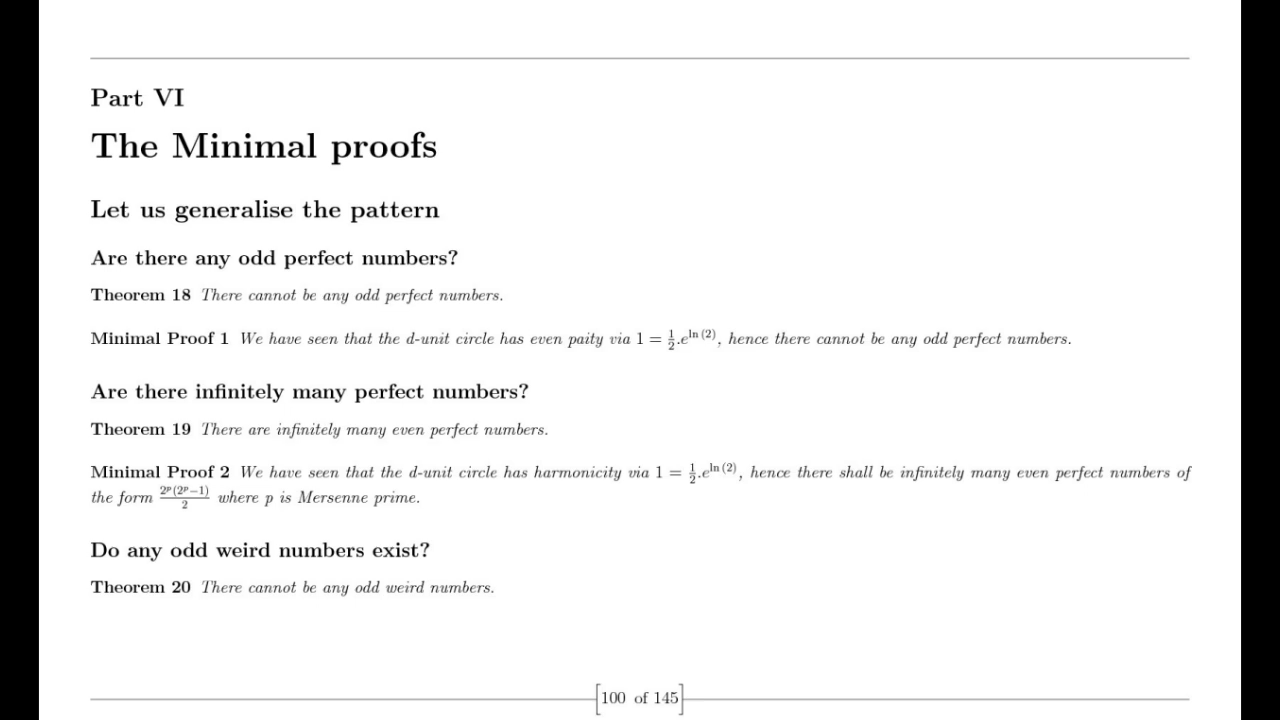 Part VI
The Minimal proofs
Let us generalise the pattern
Are there any odd perfect numbers?
Theorem 18 There cannot be any odd perfect numbers.
Minimal Proof 1 We have seen that the d-unit circle has even paity via 1 = \frac{1}{2}.e^{ln (2)}, hence there cannot be any odd perfect numbers.
Are there infinitely many perfect numbers?
Theorem 19 There are infinitely many even perfect numbers.
Minimal Proof 2 We have seen that the d-unit circle has harmonicity via 1 = \frac{1}{2}.e^{ln (2)}, hence there shall be infinitely many even perfect numbers of
the form \frac{2^p(2^p-1)}{2} where p is Mersenne prime.
Do any odd weird numbers exist?
Theorem 20 There cannot be any odd weird numbers.
[100 of 145]